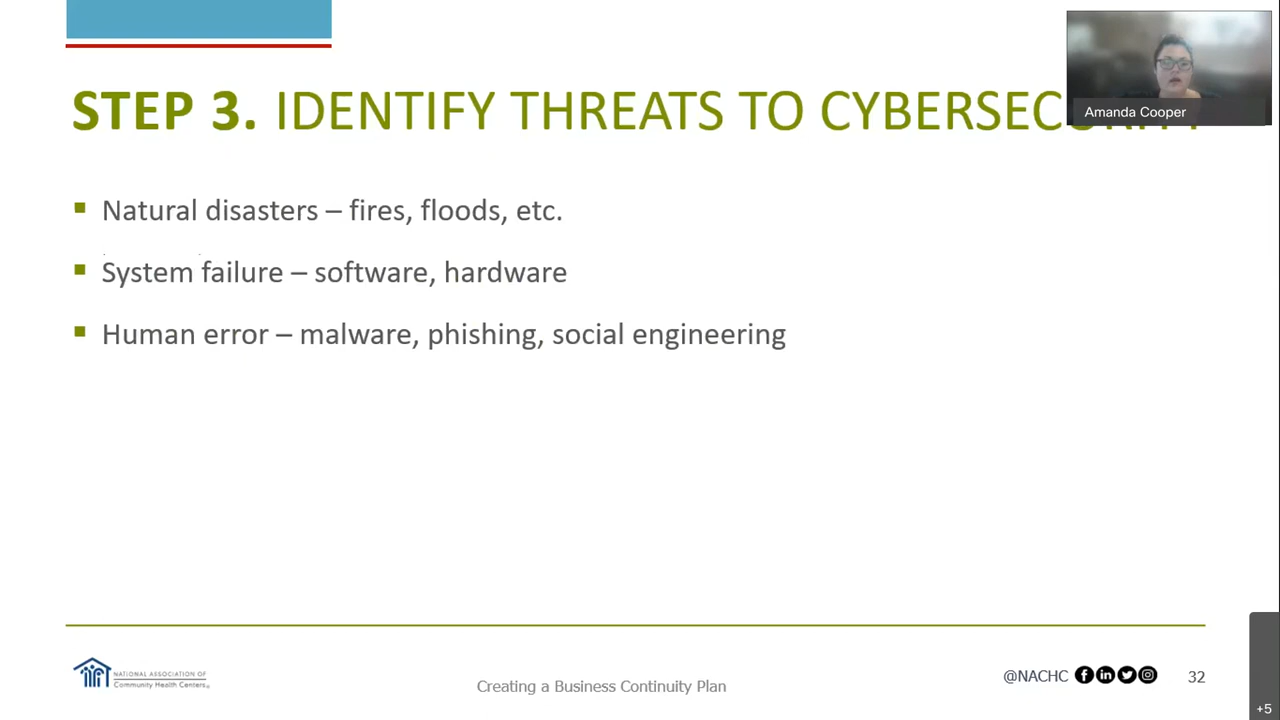 STEP 3. IDENTIFY THREATS TO CYBERSECURITY
Amanda Cooper
▪ Natural disasters – fires, floods, etc.
▪ System failure – software, hardware
▪ Human error – malware, phishing, social engineering
NATIONAL ASSOCIATION OF
Community Health Centers
Creating a Business Continuity Plan
@NACHC
32
+5